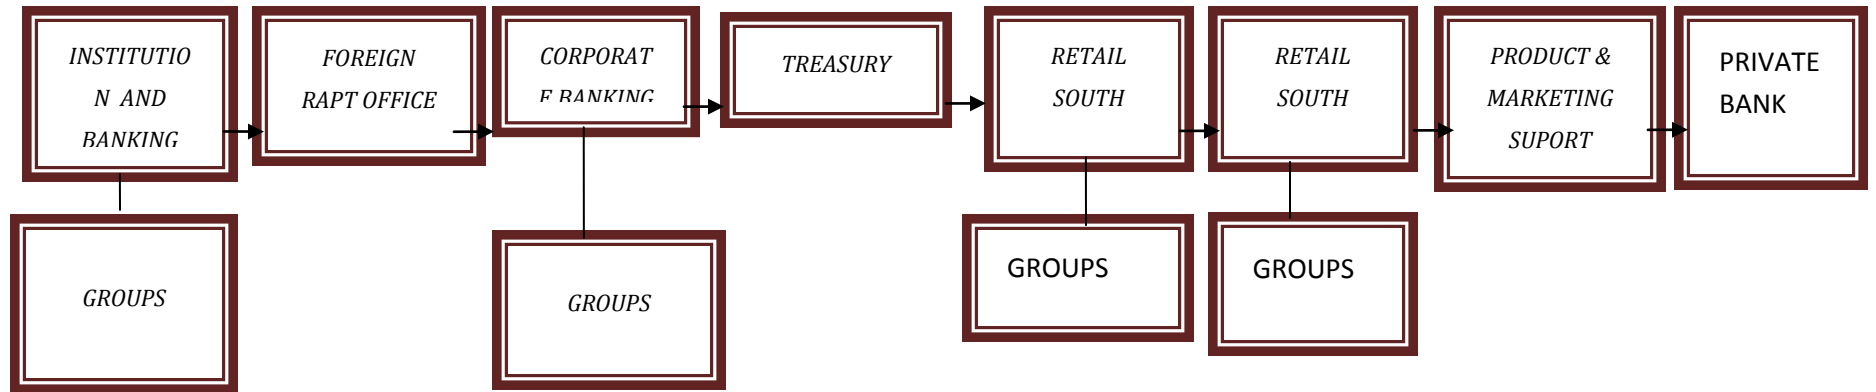 INSTITUTIO
N AND
BANKING
FOREIGN
RAPT OFFICE
CORPORAT
E BANKING
TREASURY
RETAIL
SOUTH
RETAIL
SOUTH
PRODUCT &
MARKETING
SUPORT
PRIVATE
BANK
GROUPS
GROUPS
GROUPS
GROUPS